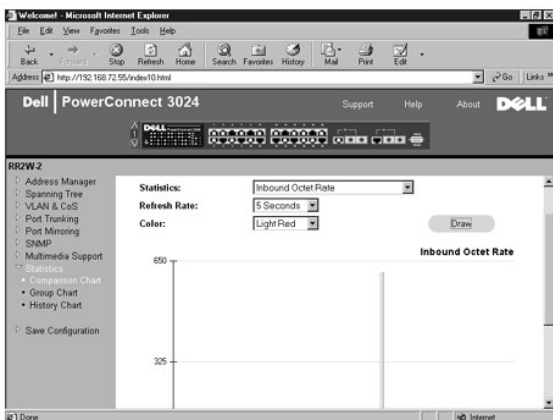 Welcome! - Microsoft Internet Explorer
File Edit View Favorites Tools Help
Back Forward Stop Refresh Home Search Favorites History Mail Print Edit
Address http://192.168.72.55/index10.html Go Links »
Dell | PowerConnect 3024 Support Help About DELL
DELL
RR2W-2
Address Manager
Spanning Tree
VLAN & CoS
Port Trunking
Port Mirroring
SNMP
Multimedia Support
Statistics
Comparison Chart
Group Chart
History Chart
Save Configuration
Statistics: Inbound Octet Rate
Refresh Rate: 5 Seconds
Color: Light Red
Draw
Inbound Octet Rate
650
325
Done Internet